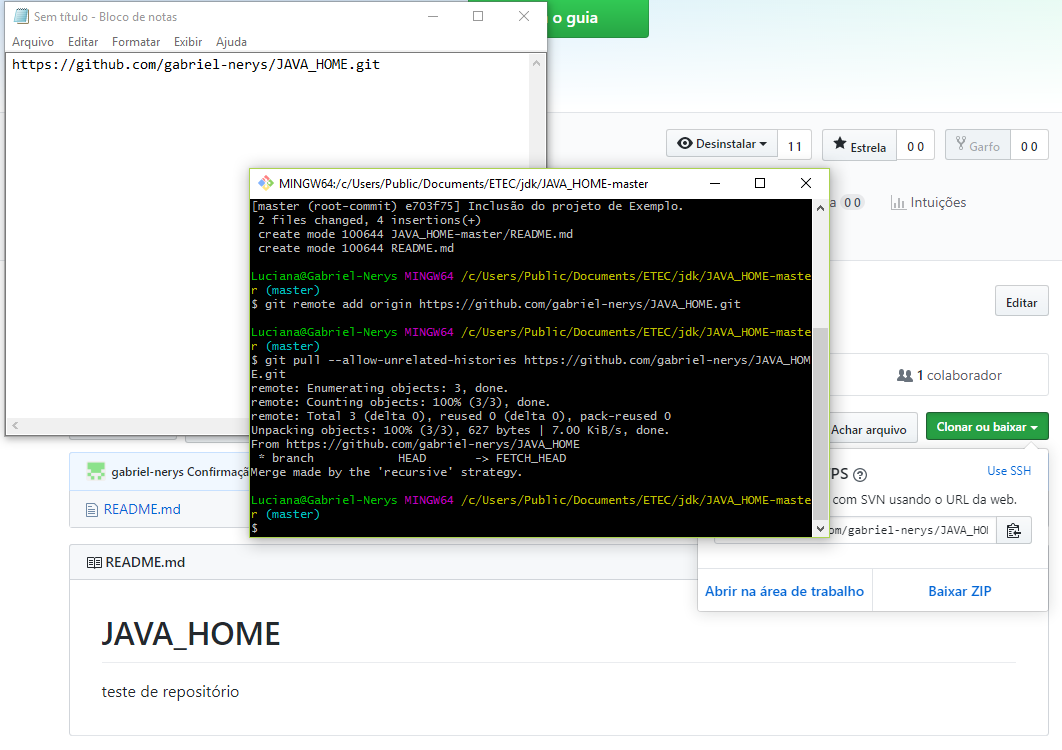 Sem título - Bloco de notas
Arquivo Editar Formatar Exibir Ajuda
https://github.com/gabriel-nerys/JAVA_HOME.git
o guia
Desinstalar 11 Estrela 0 0 Garfo 0 0
a 0 0 Intuições
Editar
1 colaborador
Achar arquivo Clonar ou baixar
MINGW64:/c/Users/Public/Documents/ETEC/jdk/JAVA_HOME-master
[master (root-commit) e703f75] Inclusão do projeto de Exemplo.
2 files changed, 4 insertions(+)
create mode 100644 JAVA_HOME-master/README.md
create mode 100644 README.md
Luciana@Gabriel-Nerys MINGW64 /c/Users/Public/Documents/ETEC/jdk/JAVA_HOME-maste
r (master)
$ git remote add origin https://github.com/gabriel-nerys/JAVA_HOME.git
Luciana@Gabriel-Nerys MINGW64 /c/Users/Public/Documents/ETEC/jdk/JAVA_HOME-maste
r (master)
$ git pull --allow-unrelated-histories https://github.com/gabriel-nerys/JAVA_HOM
E.git
remote: Enumerating objects: 3, done.
remote: Counting objects: 100% (3/3), done.
remote: Total 3 (delta 0), reused 0 (delta 0), pack-reused 0
Unpacking objects: 100% (3/3), 627 bytes | 7.00 KiB/s, done.
From https://github.com/gabriel-nerys/JAVA_HOME
* branch HEAD -> FETCH_HEAD
Merge made by the 'recursive' strategy.
Luciana@Gabriel-Nerys MINGW64 /c/Users/Public/Documents/ETEC/jdk/JAVA_HOME-maste
r (master)
$
PS Use SSH
com SVN usando o URL da web.
om/gabriel-nerys/JAVA_HO
Abrir na área de trabalho Baixar ZIP
gabriel-nerys Confirmaçã
README.md
README.md
JAVA_HOME
teste de repositório